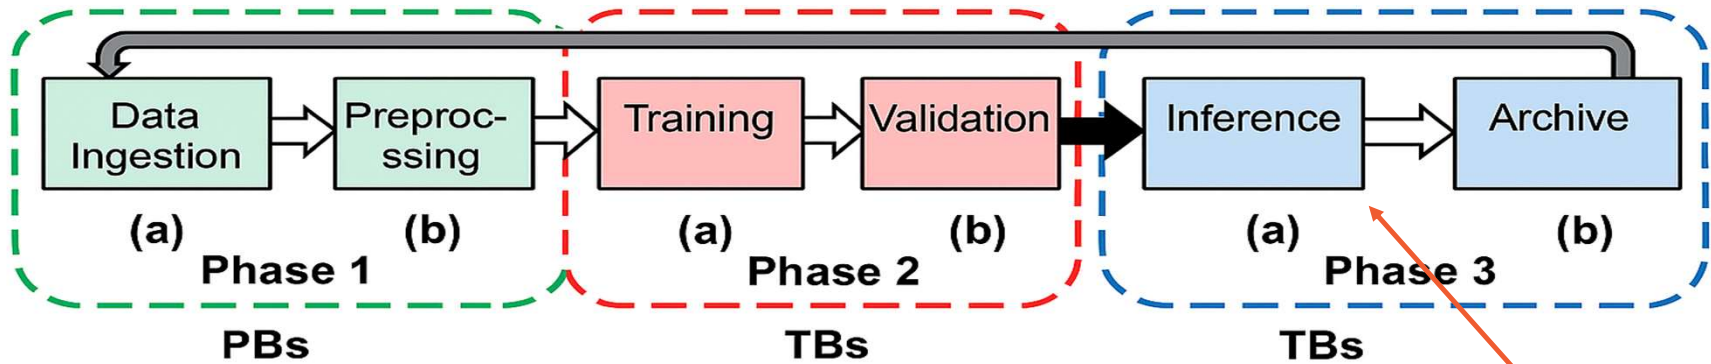 Data
Ingestion
Preproc-
ssing
Training
Validation
Inference
Archive
(a)
(b)
(a)
(b)
(a)
(b)
Phase 1
Phase 2
Phase 3
PBs
TBs
TBs